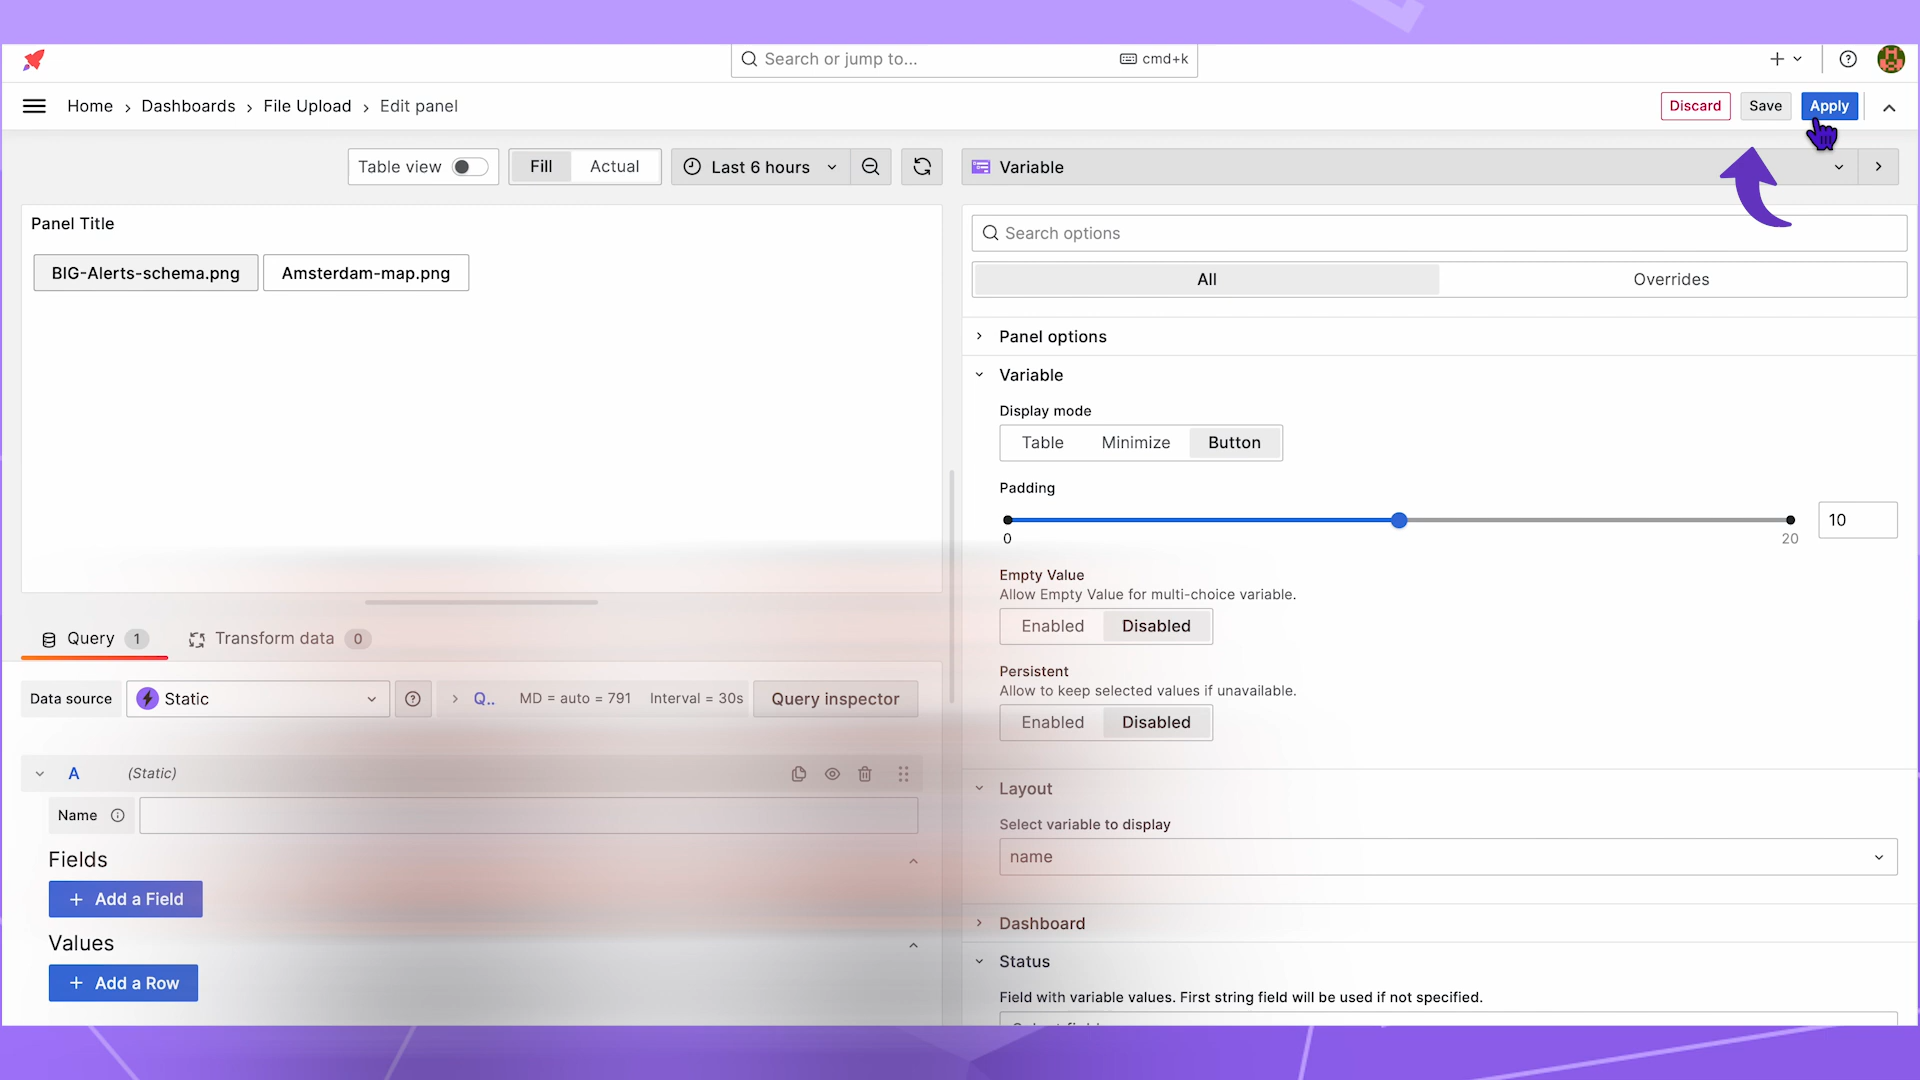 Search or jump to... cmd+k
Home › Dashboards › File Upload › Edit panel Discard Save Apply
Table view Fill Actual Last 6 hours Variable
Panel Title
BIG-Alerts-schema.png Amsterdam-map.png
Search options
All Overrides
Panel options
Variable
Display mode
Table Minimize Button
Padding
10
0 20
Empty Value
Allow Empty Value for multi-choice variable.
Enabled Disabled
Query 1 Transform data 0
Persistent
Allow to keep selected values if unavailable.
Enabled Disabled
Data source Static Q.. MD = auto = 791 Interval = 30s Query inspector
A (Static)
Name
Fields
+ Add a Field
Values
+ Add a Row
Layout
Select variable to display
name
Dashboard
Status
Field with variable values. First string field will be used if not specified.